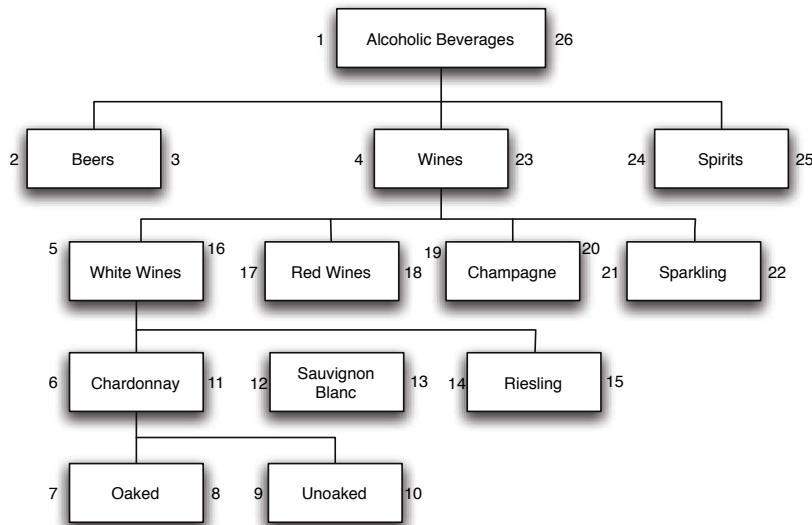 1 Alcoholic Beverages 26
2 Beers 3 4 Wines 23 24 Spirits 25
5 White Wines 16 17 Red Wines 18 19 Champagne 20 21 Sparkling 22
6 Chardonnay 11 12 Sauvignon
Blanc 13 14 Riesling 15
7 Oaked 8 9 Unoaked 10